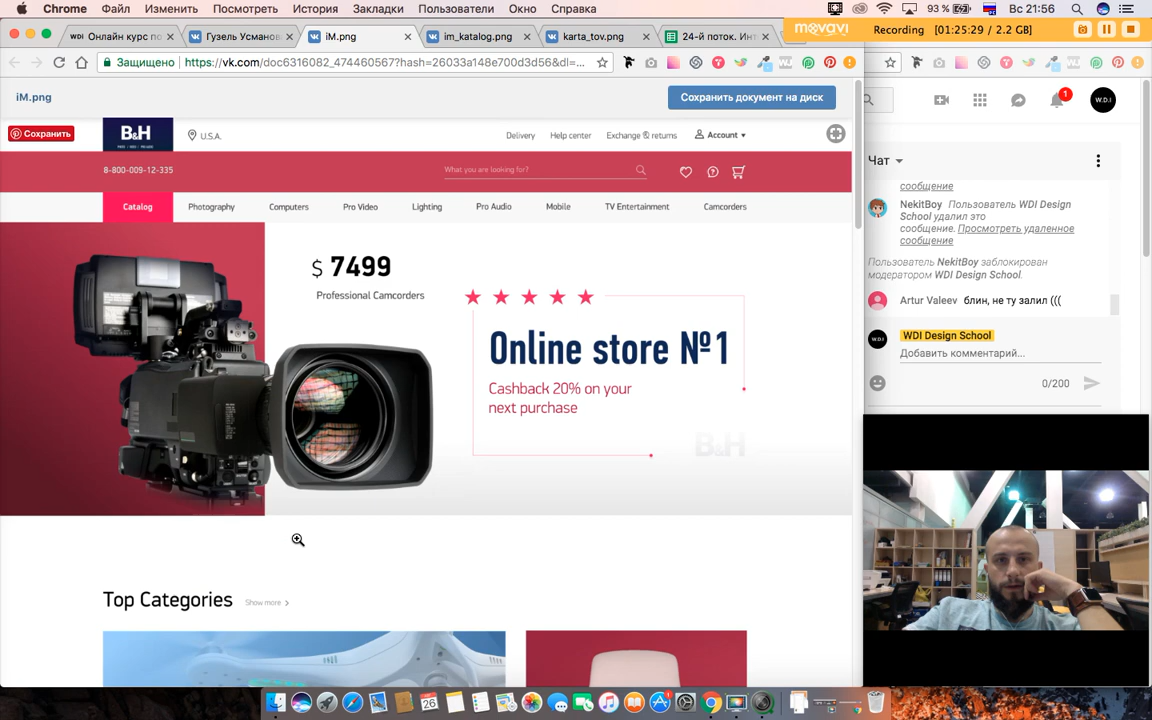 Chrome Файл Изменить Посмотреть История Закладки Пользователи Окно Справка
93 % Вс 21:56
movavi Recording [01:25:29 / 2.2 GB]
WDI Онлайн курс по
Гузель Усманова
iM.png
im_katalog.png
karta_tov.png
24-й поток. Инт
Защищено https://vk.com/doc6316082_474460567?hash=26033a148e700d3d56&dl=...
iM.png
Сохранить документ на диск
Сохранить
B&H
U.S.A.
Delivery Help center Exchange & returns Account
8-800-009-12-335
What you are looking for?
Catalog Photography Computers Pro Video Lighting Pro Audio Mobile TV Entertainment Camcorders
$ 7499
Professional Camcorders
Online store №1
Cashback 20% on your
next purchase
B&H
Top Categories Show more
1
W.D.I
Чат
сообщение
NekitBoy Пользователь WDI Design
School удалил это
сообщение. Просмотреть удаленное
сообщение
Пользователь NekitBoy заблокирован
модератором WDI Design School.
Artur Valeev блин, не ту залил (((
W.D.I
WDI Design School
Добавить комментарий...
0/200
26